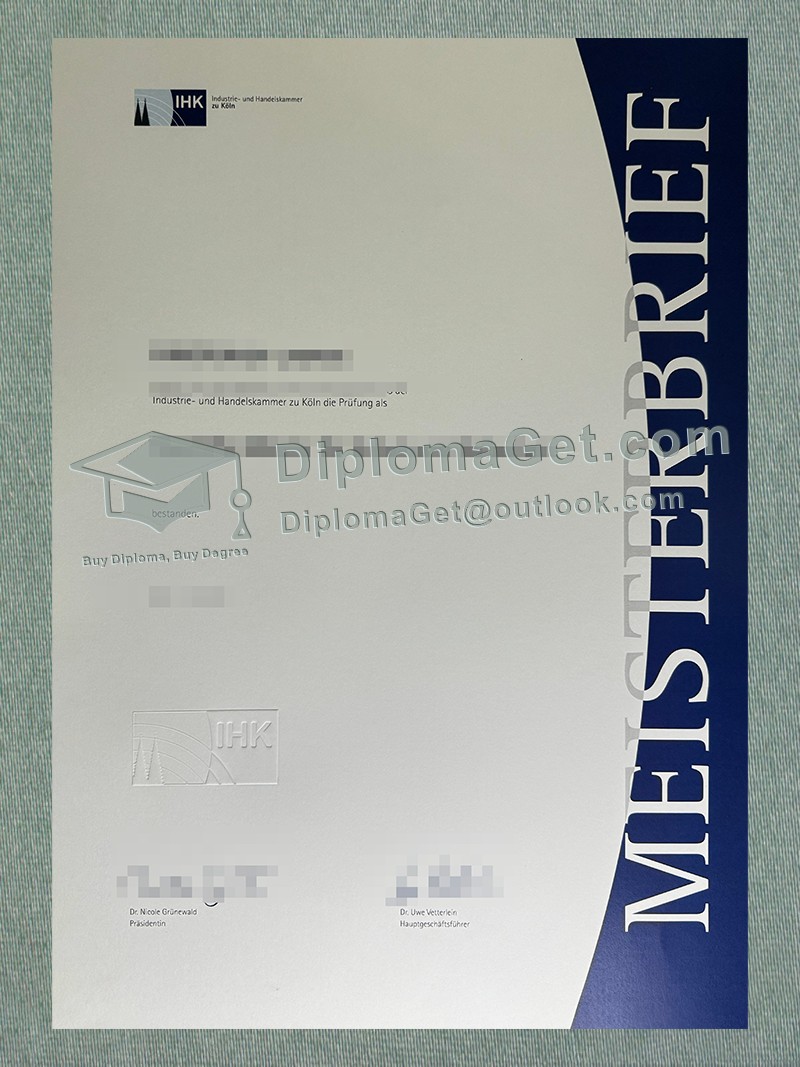 IHK
Industrie- und Handelskammer
zu Köln
Industrie- und Handelskammer zu Köln die Prüfung als
DiplomaGet.com
bestanden.
DiplomaGet@outlook.com
Buy Diploma, Buy Degree
IHK
Dr. Nicole Grünewald
Präsidentin
Dr. Uwe Vetterlein
Hauptgeschäftsführer
MEISTERBRIEF